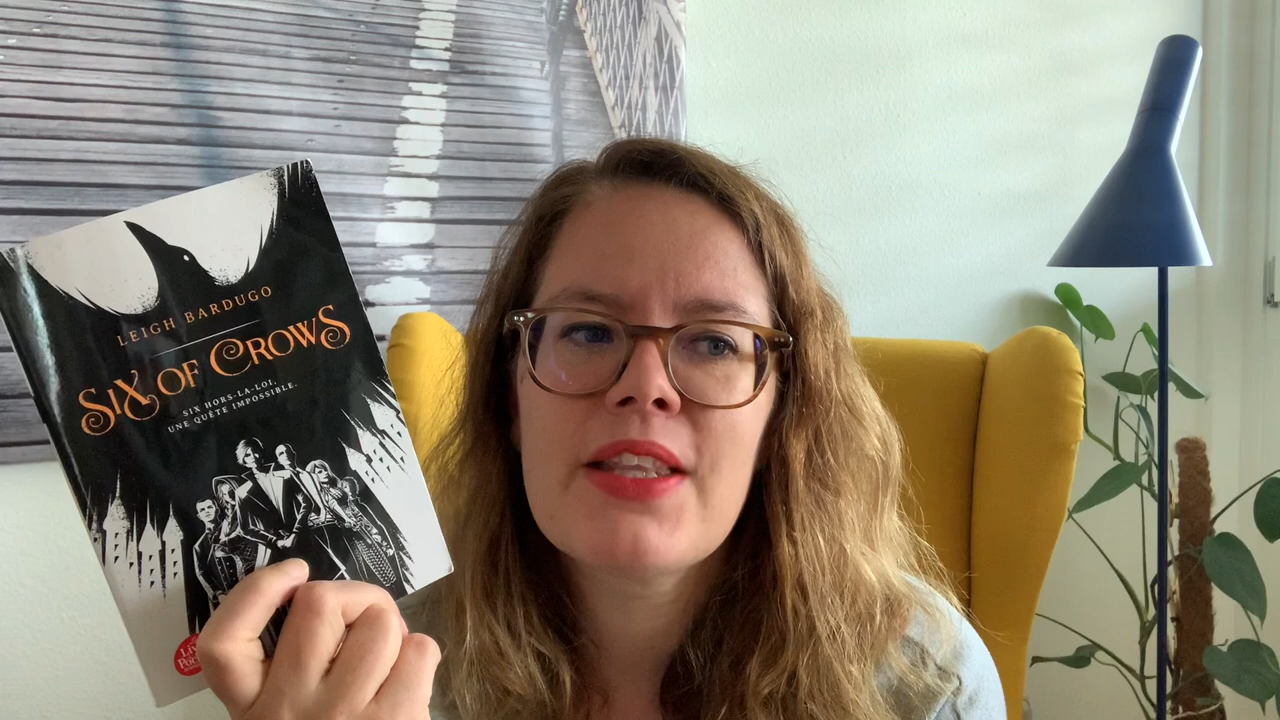 LEIGH BARDUGO
SIX OF CROWS
SIX HORS-LA-LOI.
UNE QUÊTE IMPOSSIBLE.